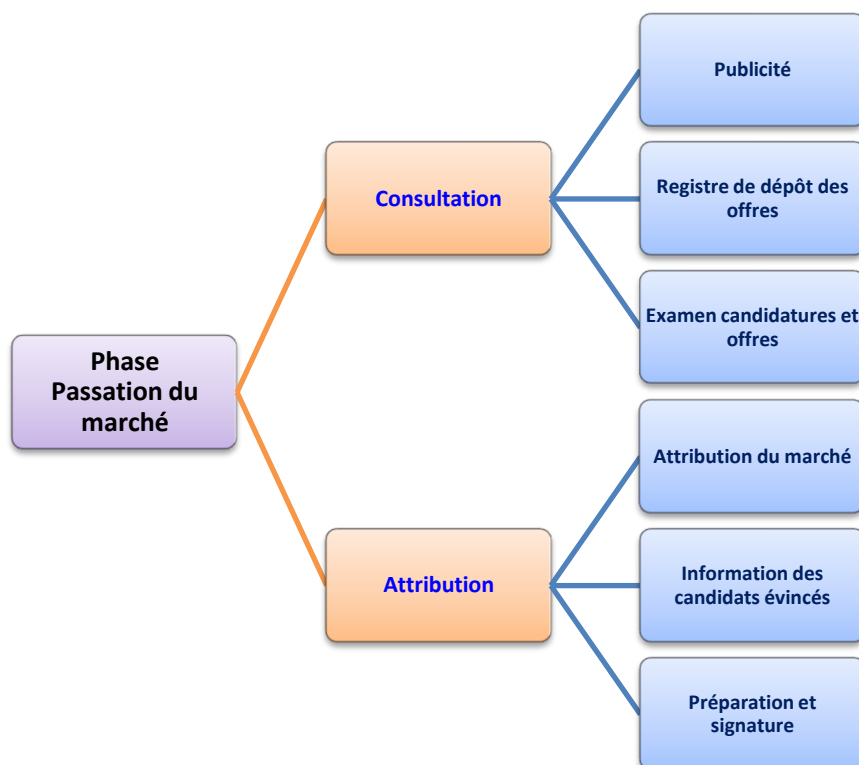 Phase
Passation du
marché
Consultation
Publicité
Registre de dépôt des
offres
Examen candidatures et
offres
Attribution
Attribution du marché
Information des
candidats évincés
Préparation et
signature